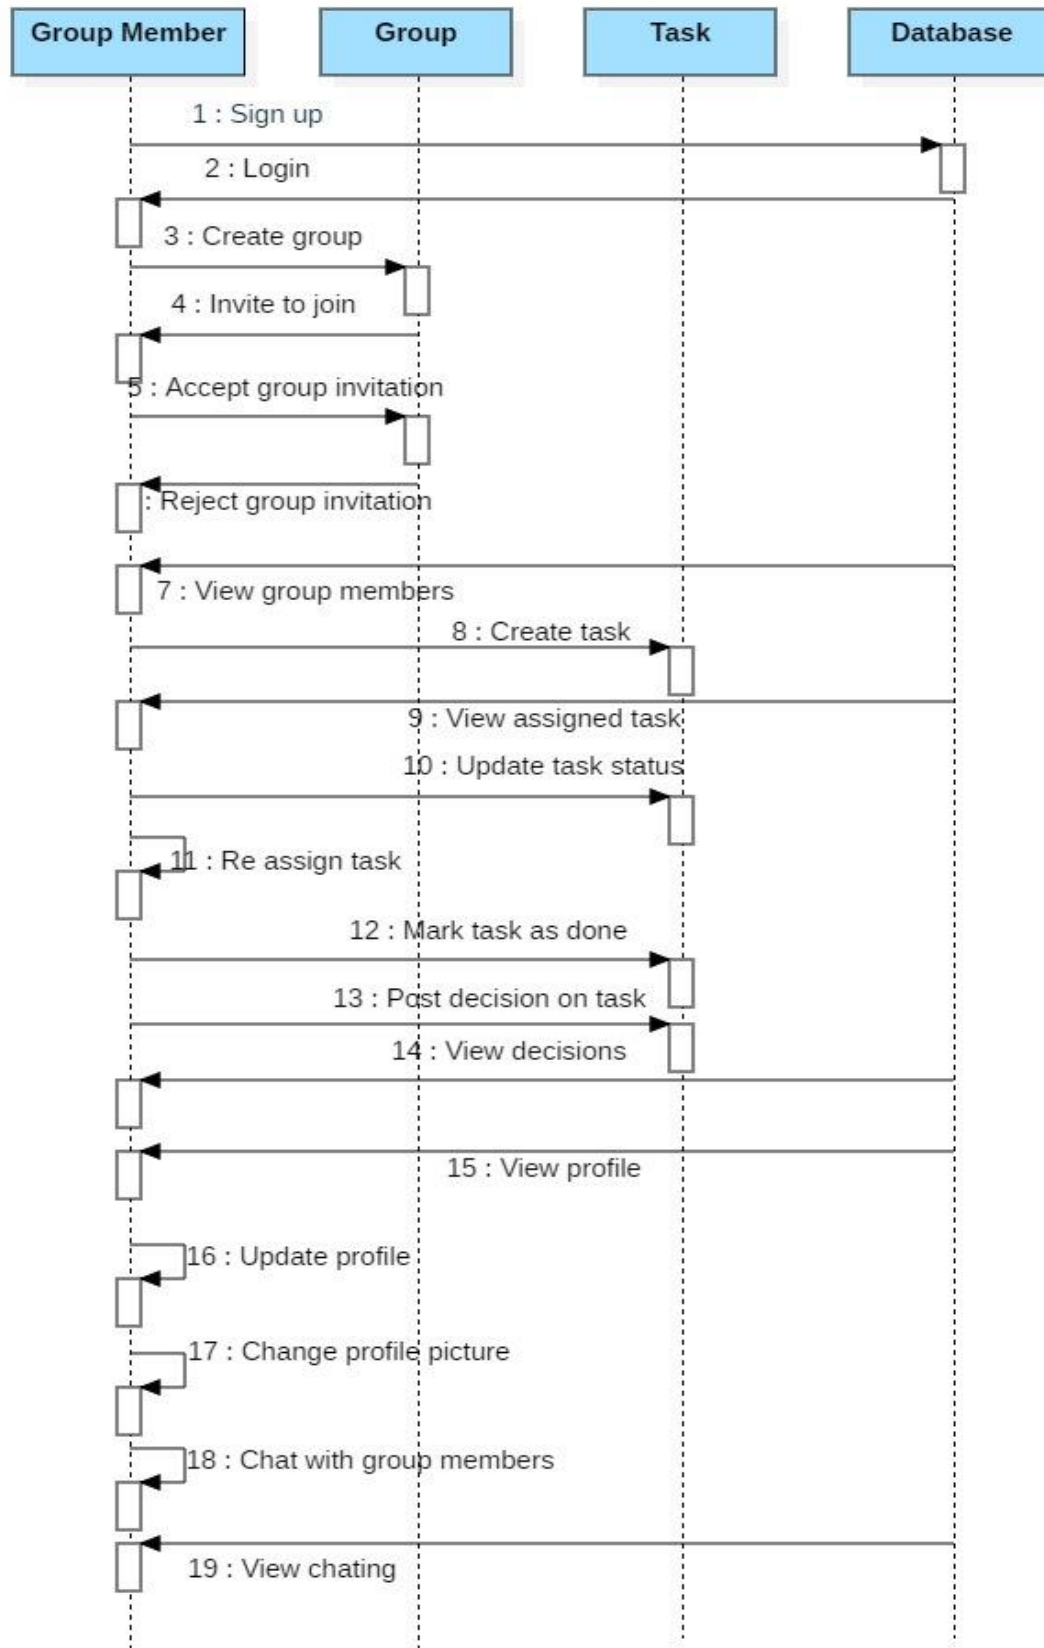 Group Member
Group
Task
Database
1 : Sign up
2 : Login
3 : Create group
4 : Invite to join
5 : Accept group invitation
: Reject group invitation
7 : View group members
8 : Create task
9 : View assigned task
10 : Update task status
11 : Re assign task
12 : Mark task as done
13 : Post decision on task
14 : View decisions
15 : View profile
16 : Update profile
17 : Change profile picture
18 : Chat with group members
19 : View chating